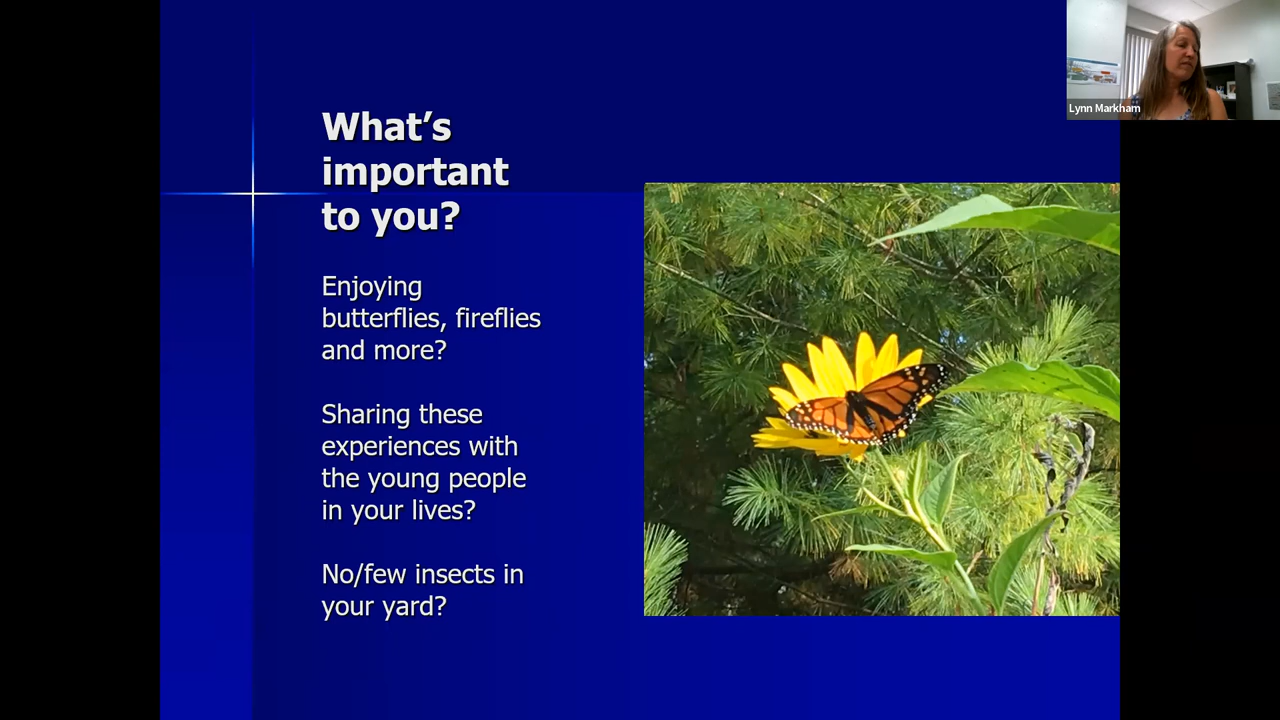 What's
important
to you?
Enjoying
butterflies, fireflies
and more?
Sharing these
experiences with
the young people
in your lives?
No/few insects in
your yard?
Lynn Markham